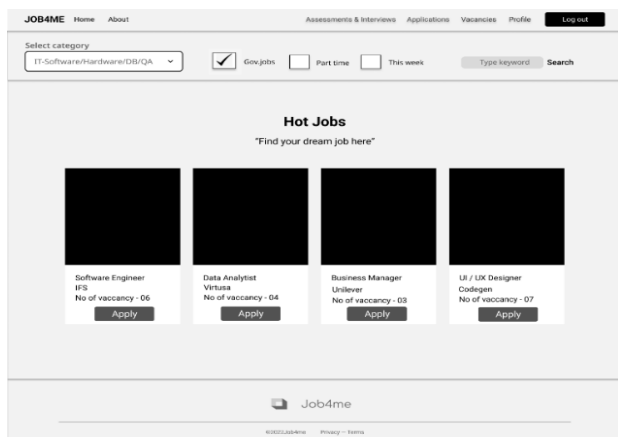 JOB4ME Home About Assessments & Interviews Applications Vacancies Profile Log out
Select category
IT-Software/Hardware/DB/QA Gov.jobs Part time This week Type keyword Search
Hot Jobs
"Find your dream job here"
Software Engineer
IFS
No of vaccancy - 06
Apply
Data Analytist
Virtusa
No of vaccancy - 04
Apply
Business Manager
Unilever
No of vaccancy - 03
Apply
UI / UX Designer
Codegen
No of vaccancy - 07
Apply
Job4me
©2022Job4me Privacy — Terms